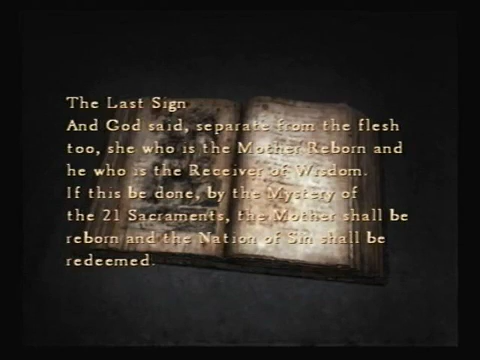 The Last Sign
And God said, separate from the flesh
too, she who is the Mother Reborn and
he who is the Receiver of Wisdom.
If this be done, by the Mystery of
the 21 Sacraments, the Mother shall be
reborn and the Nation of Sin shall be
redeemed.